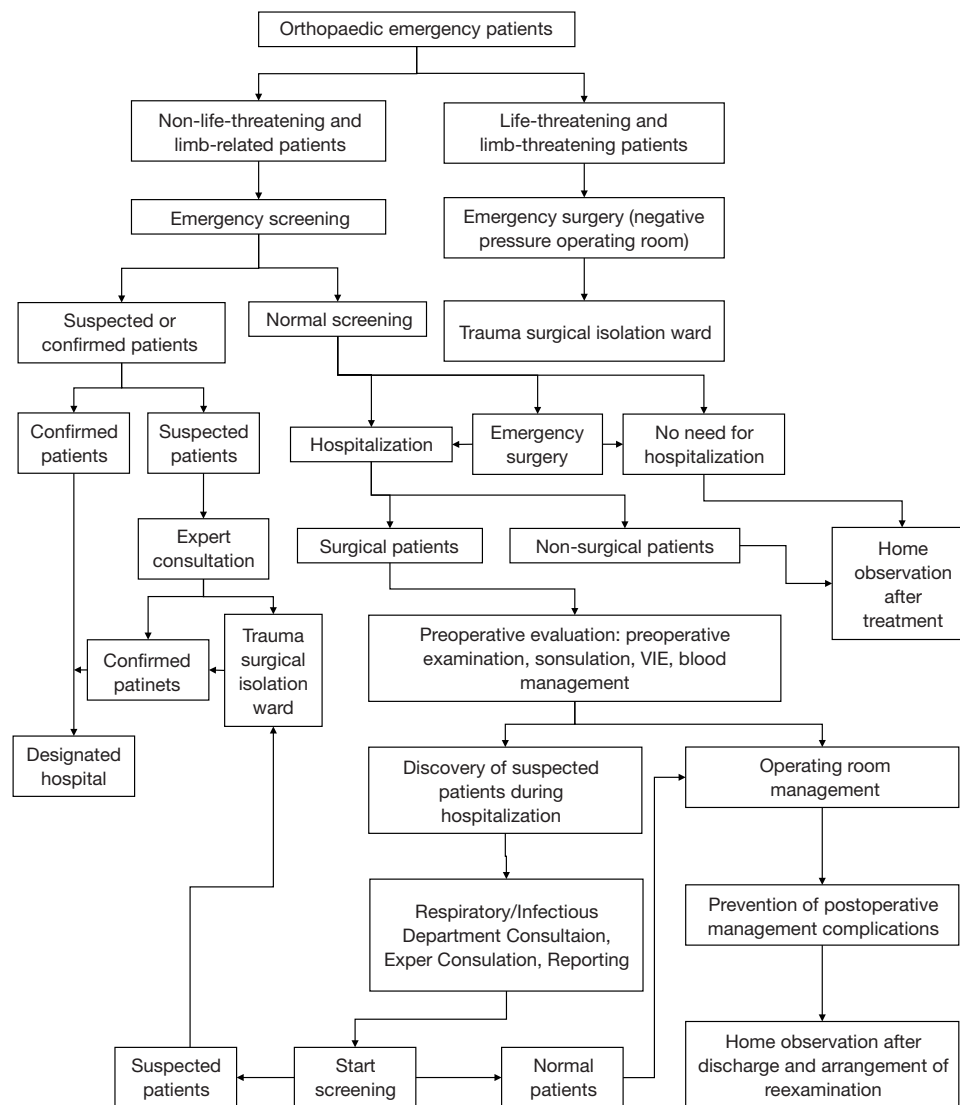 Orthopaedic emergency patients
Non-life-threatening and
limb-related patients
Life-threatening and
limb-threatening patients
Emergency screening
Emergency surgery (negative
pressure operating room)
Suspected or
confirmed patients
Normal screening
Trauma surgical isolation ward
Confirmed
patients
Suspected
patients
Hospitalization
Emergency
surgery
No need for
hospitalization
Expert
consultation
Surgical patients
Non-surgical patients
Home
observation
after
treatment
Confirmed
patinets
Trauma
surgical
isolation
ward
Preoperative evaluation: preoperative
examination, sonsulation, VIE, blood
management
Designated
hospital
Discovery of suspected
patients during
hospitalization
Operating room
management
Respiratory/Infectious
Department Consultaion,
Exper Consulation, Reporting
Prevention of postoperative
management complications
Suspected
patients
Start
screening
Normal
patients
Home observation after
discharge and arrangement of
reexamination